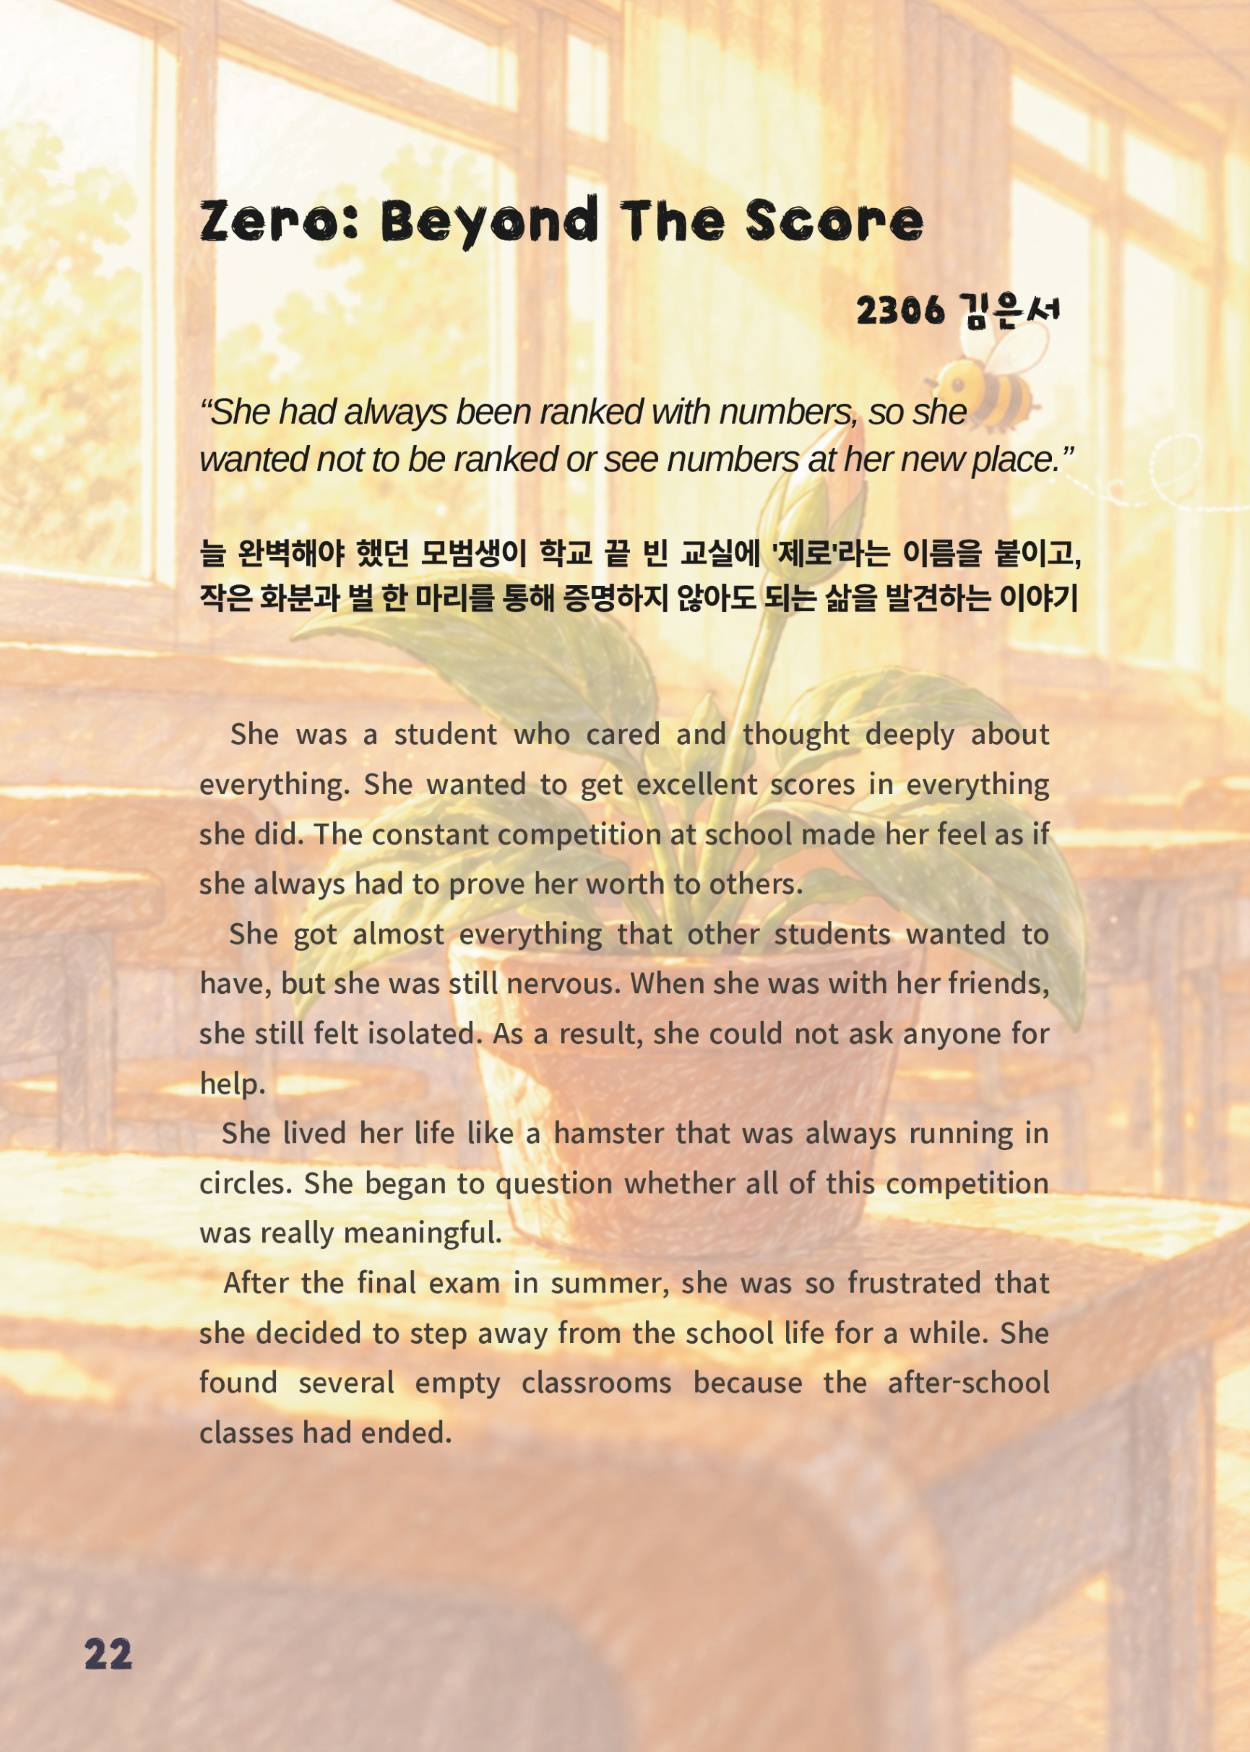 Zero: Beyond The Score
2306 김은서
“She had always been ranked with numbers, so she
wanted not to be ranked or see numbers at her new place.”
늘 완벽해야 했던 모범생이 학교 끝 빈 교실에 '제로'라는 이름을 붙이고,
작은 화분과 벌 한 마리를 통해 증명하지 않아도 되는 삶을 발견하는 이야기
She was a student who cared and thought deeply about
everything. She wanted to get excellent scores in everything
she did. The constant competition at school made her feel as if
she always had to prove her worth to others.
She got almost everything that other students wanted to
have, but she was still nervous. When she was with her friends,
she still felt isolated. As a result, she could not ask anyone for
help.
She lived her life like a hamster that was always running in
circles. She began to question whether all of this competition
was really meaningful.
After the final exam in summer, she was so frustrated that
she decided to step away from the school life for a while. She
found several empty classrooms because the after-school
classes had ended.
22